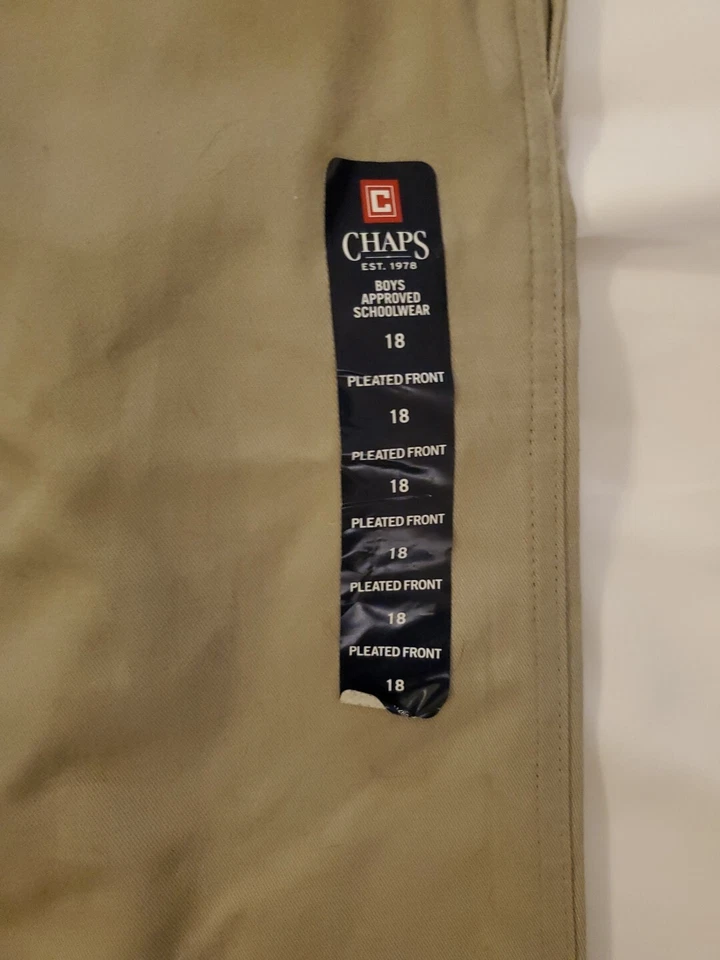 C
CHAPS
EST. 1978
BOYS
APPROVED
SCHOOLWEAR
18
PLEATED FRONT
18
PLEATED FRONT
18
PLEATED FRONT
18
PLEATED FRONT
18
PLEATED FRONT
18